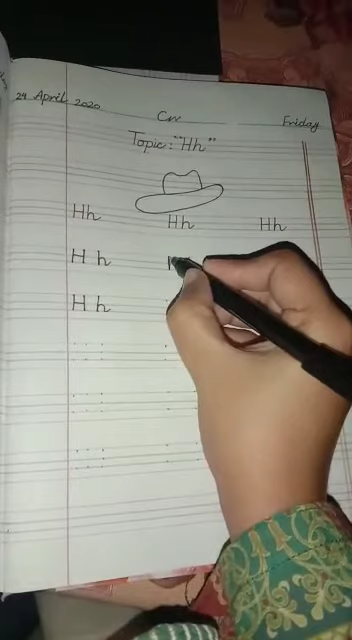 24 April 2020
Cw
Friday
Topic: "Hh"
Hh Hh Hh
H h
H h